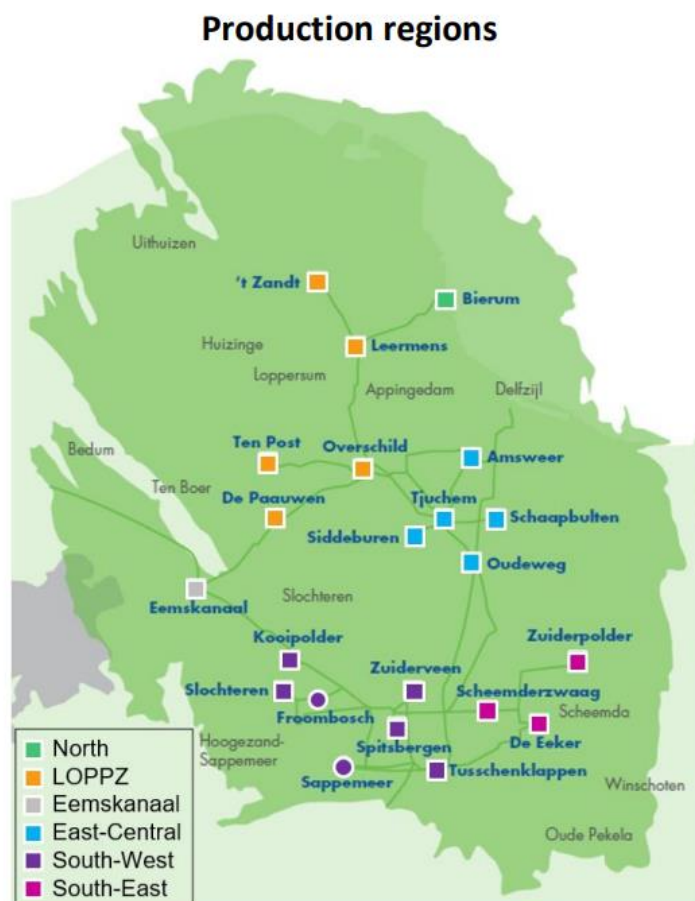 Production regions
Uithuizen
't Zandt
Bierum
Huizinge
Leermens
Loppersum
Appingedam
Delfzijl
Bedum
Ten Post
Overschild
Amsweer
Ten Boer
De Paauwen
Tjuchem
Schaapbulten
Siddeburen
Oudeweg
Eemskanaal
Slochteren
Kooipolder
Zuiderpolder
Zuiderveen
Slochteren
Scheemderzwaag
Froombosch
Scheemda
Hoogezand-
Sappemeer
Spitsbergen
De Eeker
Sappemeer
Tusschenklappen
Winschoten
Oude Pekela
North
LOPPZ
Eemskanaal
East-Central
South-West
South-East